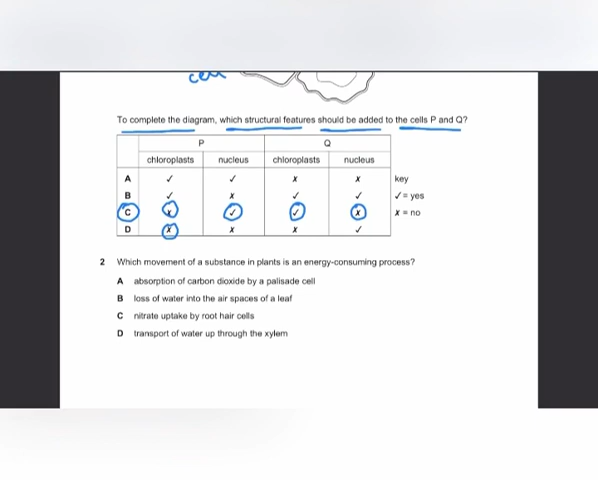 cell
To complete the diagram, which structural features should be added to the cells P and Q?
P Q
chloroplasts nucleus chloroplasts nucleus
A ✓ ✓ x x key
B ✓ x ✓ ✓ ✓ = yes
C x ✓ ✓ x x = no
D x x x ✓
2 Which movement of a substance in plants is an energy-consuming process?
A absorption of carbon dioxide by a palisade cell
B loss of water into the air spaces of a leaf
C nitrate uptake by root hair cells
D transport of water up through the xylem